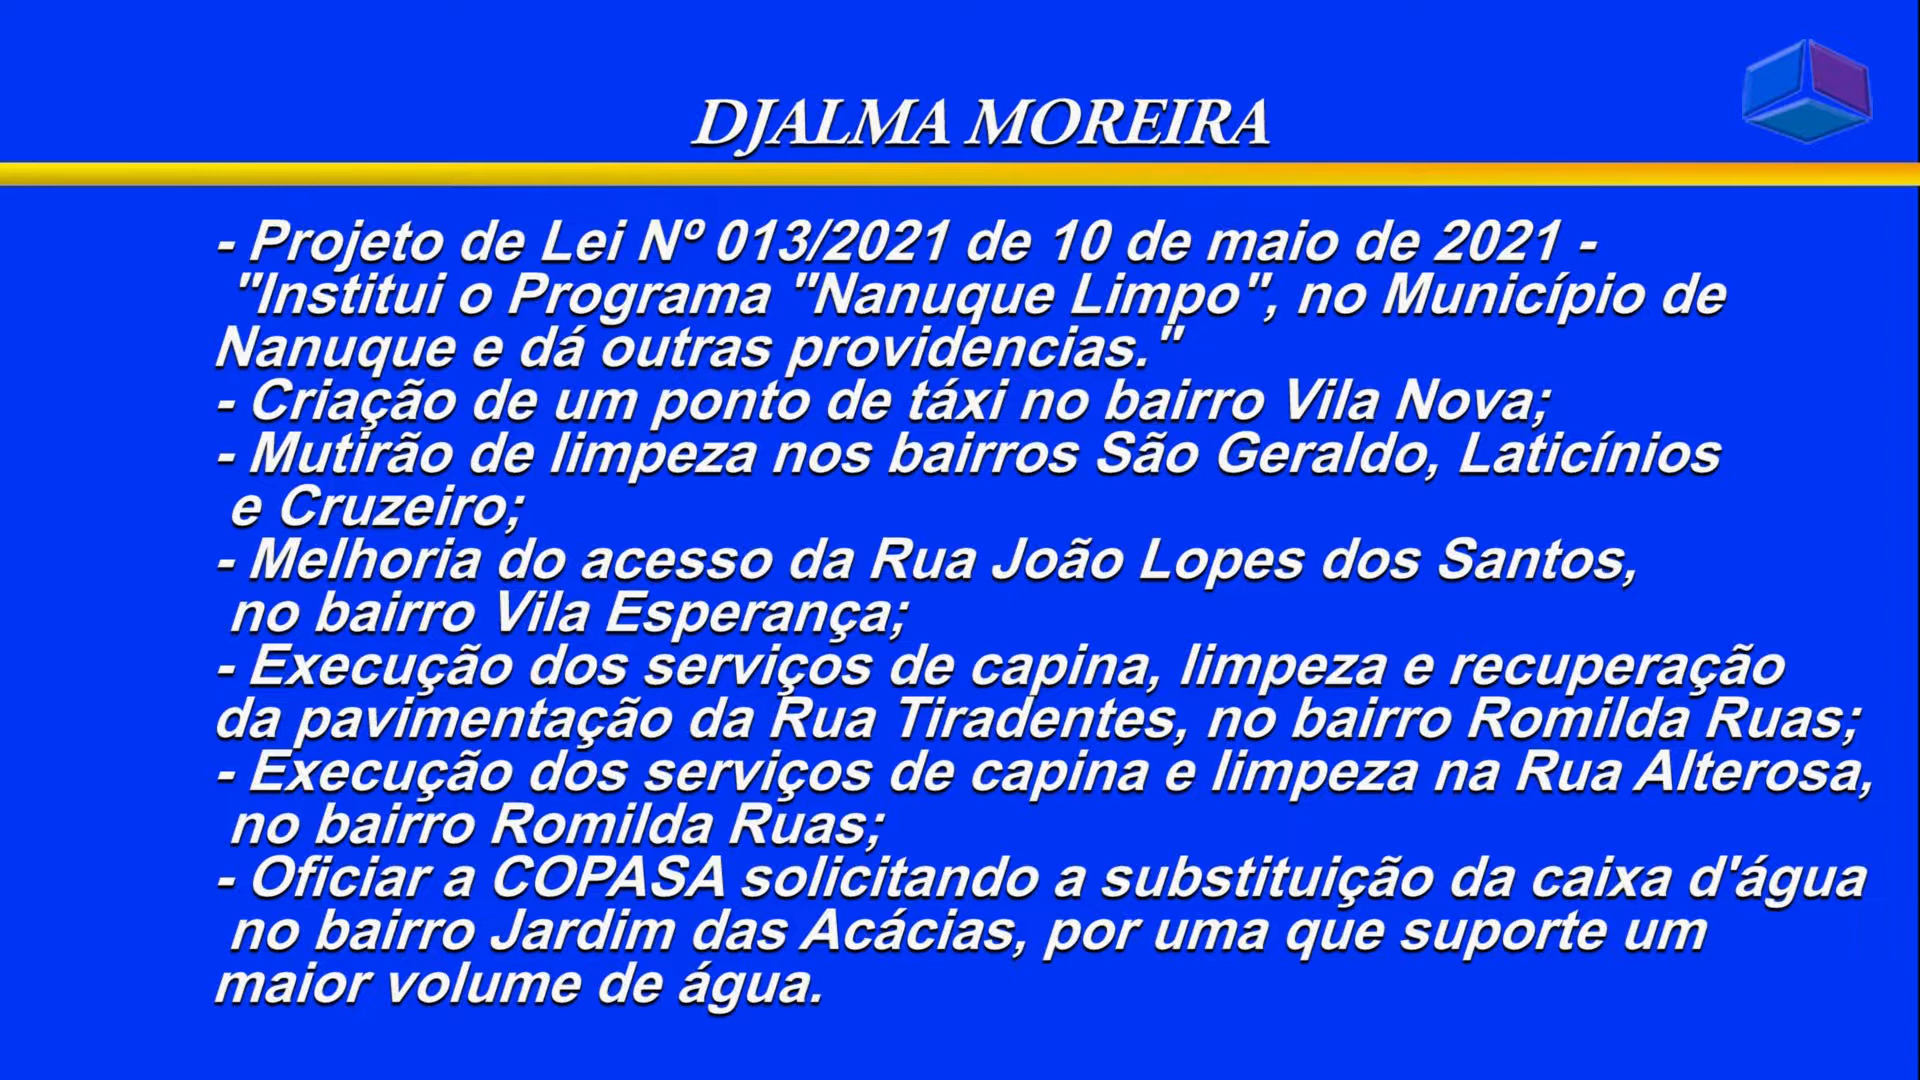 DJALMA MOREIRA
- Projeto de Lei Nº 013/2021 de 10 de maio de 2021 -
"Institui o Programa "Nanuque Limpo", no Município de
Nanuque e dá outras providencias."
- Criação de um ponto de táxi no bairro Vila Nova;
- Mutirão de limpeza nos bairros São Geraldo, Laticínios
e Cruzeiro;
- Melhoria do acesso da Rua João Lopes dos Santos,
no bairro Vila Esperança;
- Execução dos serviços de capina, limpeza e recuperação
da pavimentação da Rua Tiradentes, no bairro Romilda Ruas;
- Execução dos serviços de capina e limpeza na Rua Alterosa,
no bairro Romilda Ruas;
- Oficiar a COPASA solicitando a substituição da caixa d'água
no bairro Jardim das Acácias, por uma que suporte um
maior volume de água.